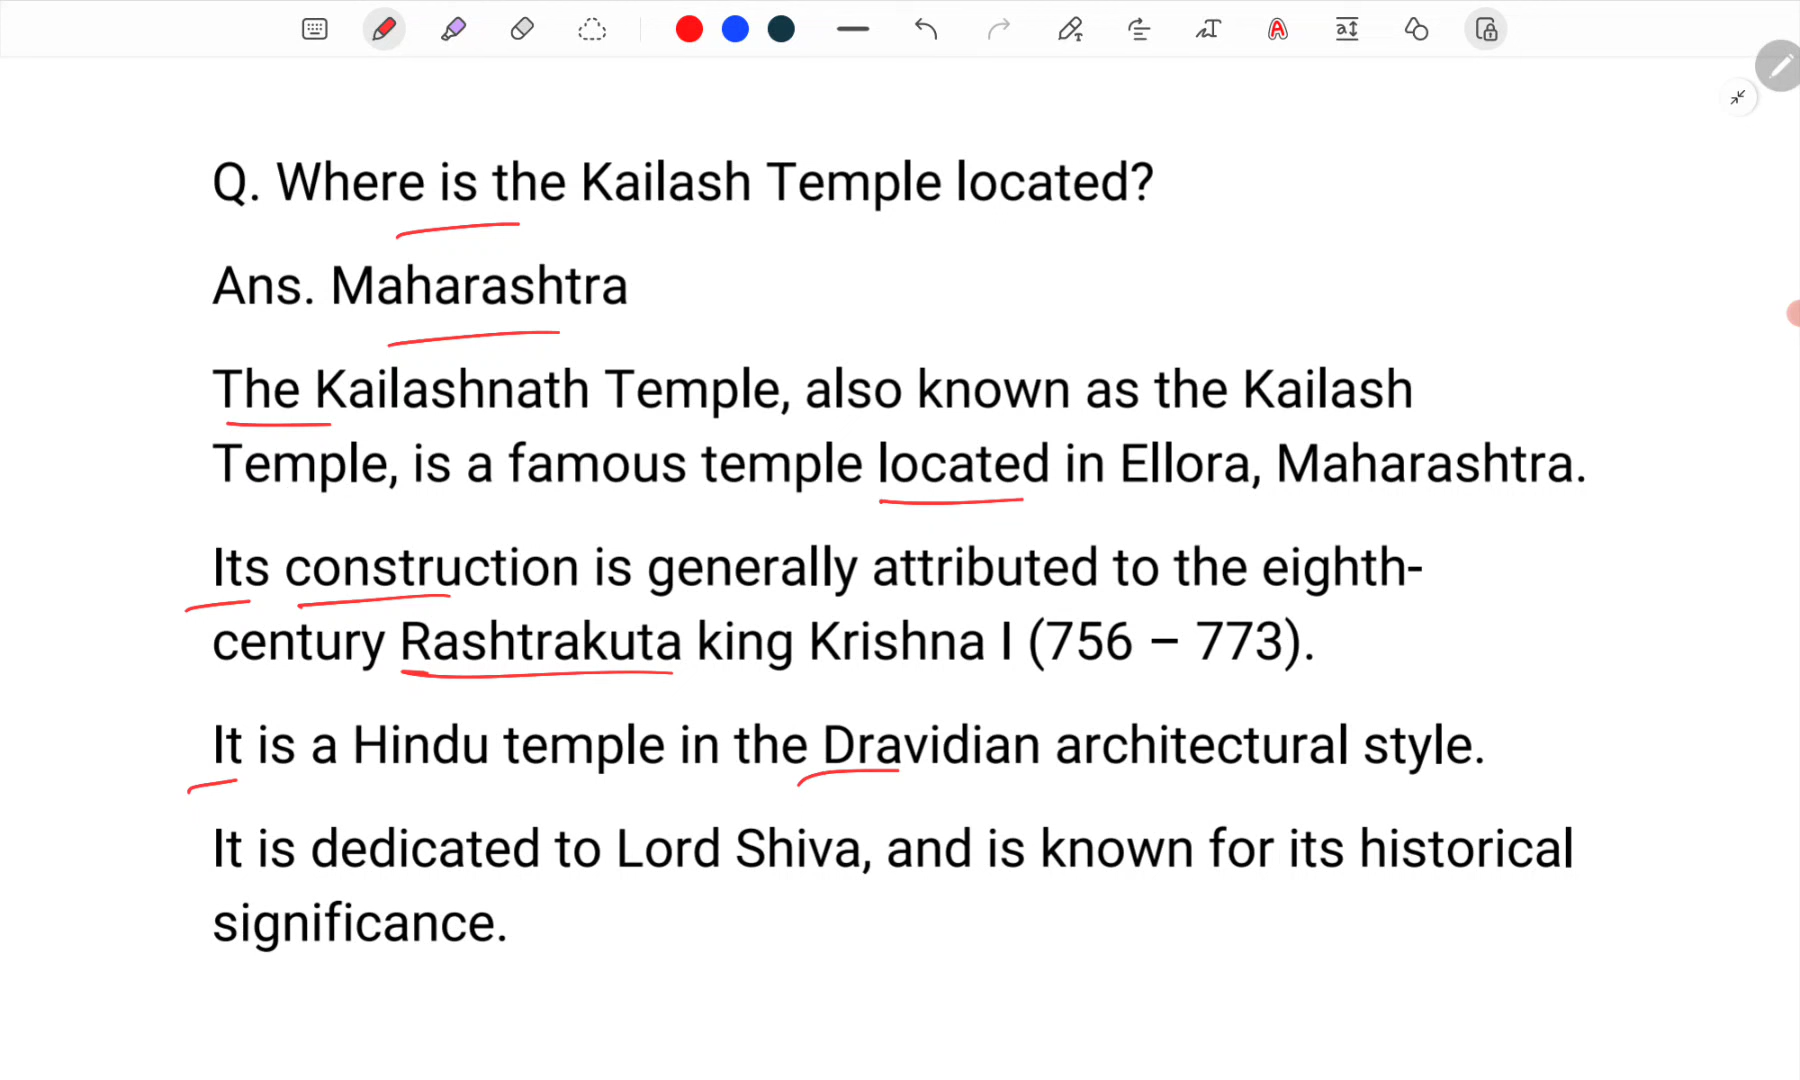 Q. Where is the Kailash Temple located?
Ans. Maharashtra
The Kailashnath Temple, also known as the Kailash
Temple, is a famous temple located in Ellora, Maharashtra.
Its construction is generally attributed to the eighth-
century Rashtrakuta king Krishna I (756 – 773).
It is a Hindu temple in the Dravidian architectural style.
It is dedicated to Lord Shiva, and is known for its historical
significance.